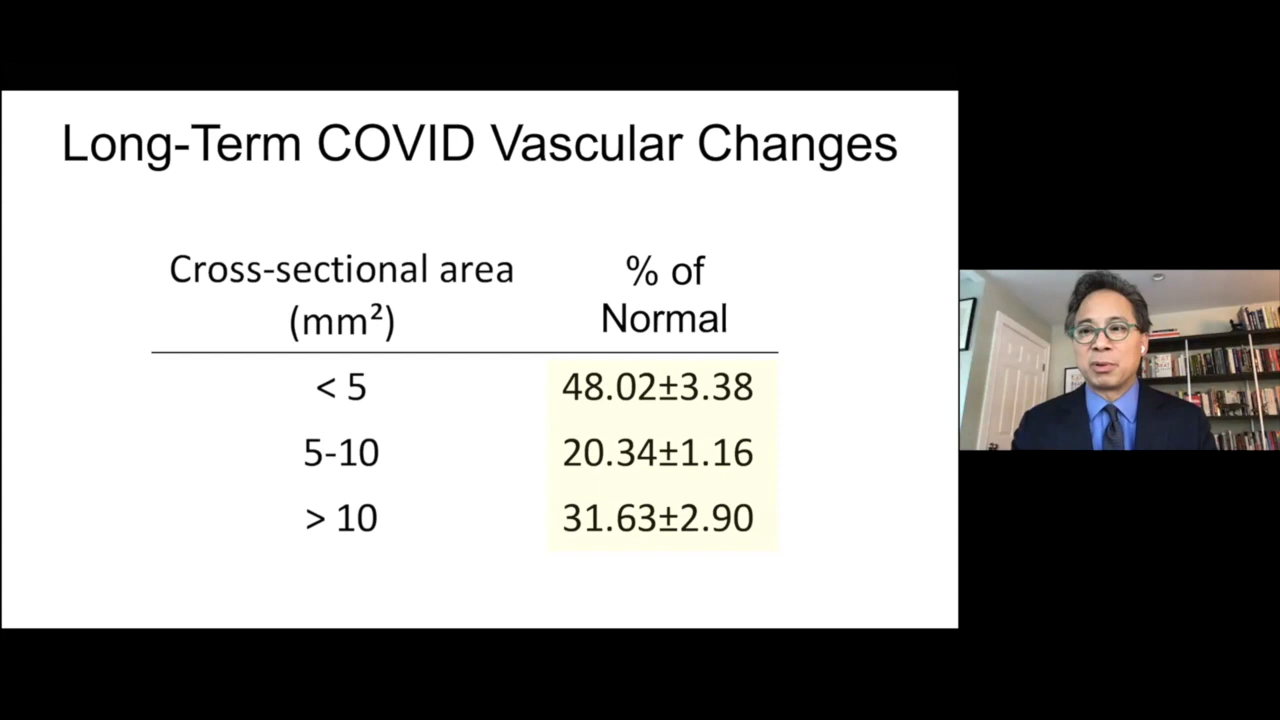 Long-Term COVID Vascular Changes
Cross-sectional area
(mm²)
% of
Normal
< 5
48.02±3.38
5-10
20.34±1.16
> 10
31.63±2.90